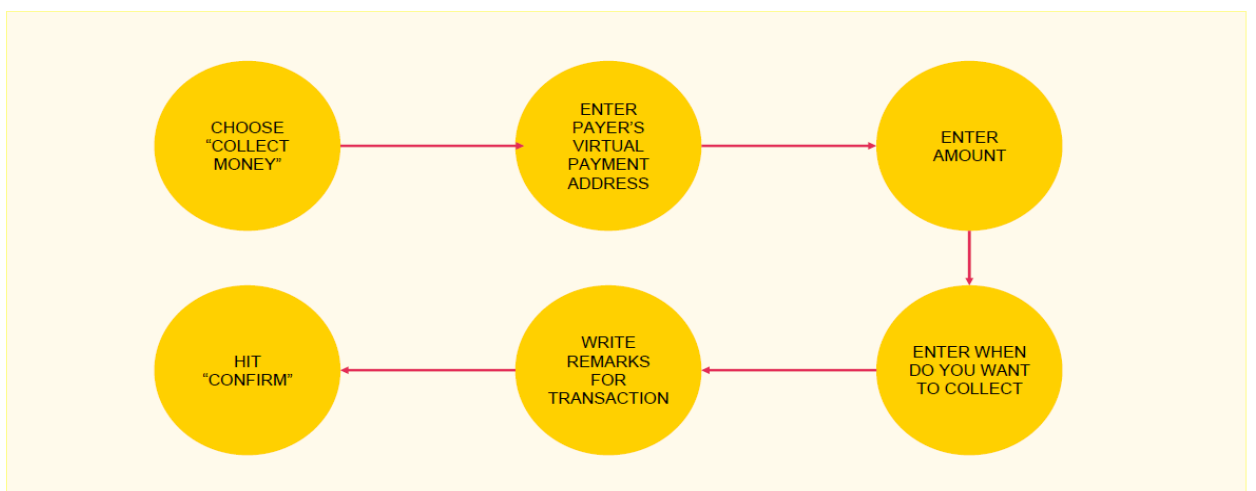 CHOOSE
“COLLECT
MONEY”
ENTER
PAYER’S
VIRTUAL
PAYMENT
ADDRESS
ENTER
AMOUNT
ENTER WHEN
DO YOU WANT
TO COLLECT
WRITE
REMARKS
FOR
TRANSACTION
HIT
“CONFIRM”